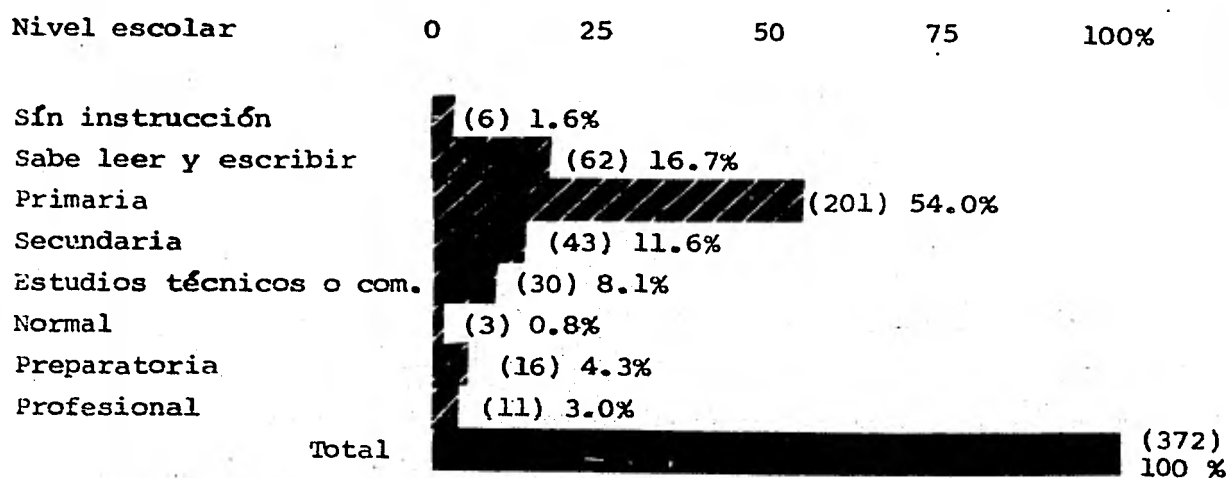 Nivel escolar 0 25 50 75 100%
Sín instrucción (6) 1.6%
Sabe leer y escribir (62) 16.7%
Primaria (201) 54.0%
Secundaria (43) 11.6%
Estudios técnicos o com. (30) 8.1%
Normal (3) 0.8%
Preparatoria (16) 4.3%
Profesional (11) 3.0%
Total (372)
100 %